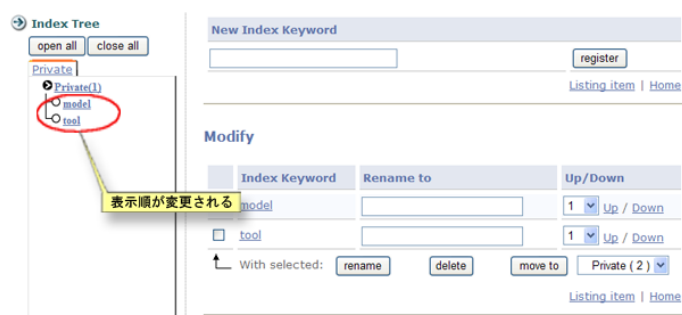 Index Tree
open all close all
Private
Private(1)
model
tool
表示順が変更される
New Index Keyword
register
Listing item | Home
Modify
Index Keyword Rename to Up/Down
model 1 Up / Down
tool 1 Up / Down
With selected: rename delete move to Private ( 2 )
Listing item | Home